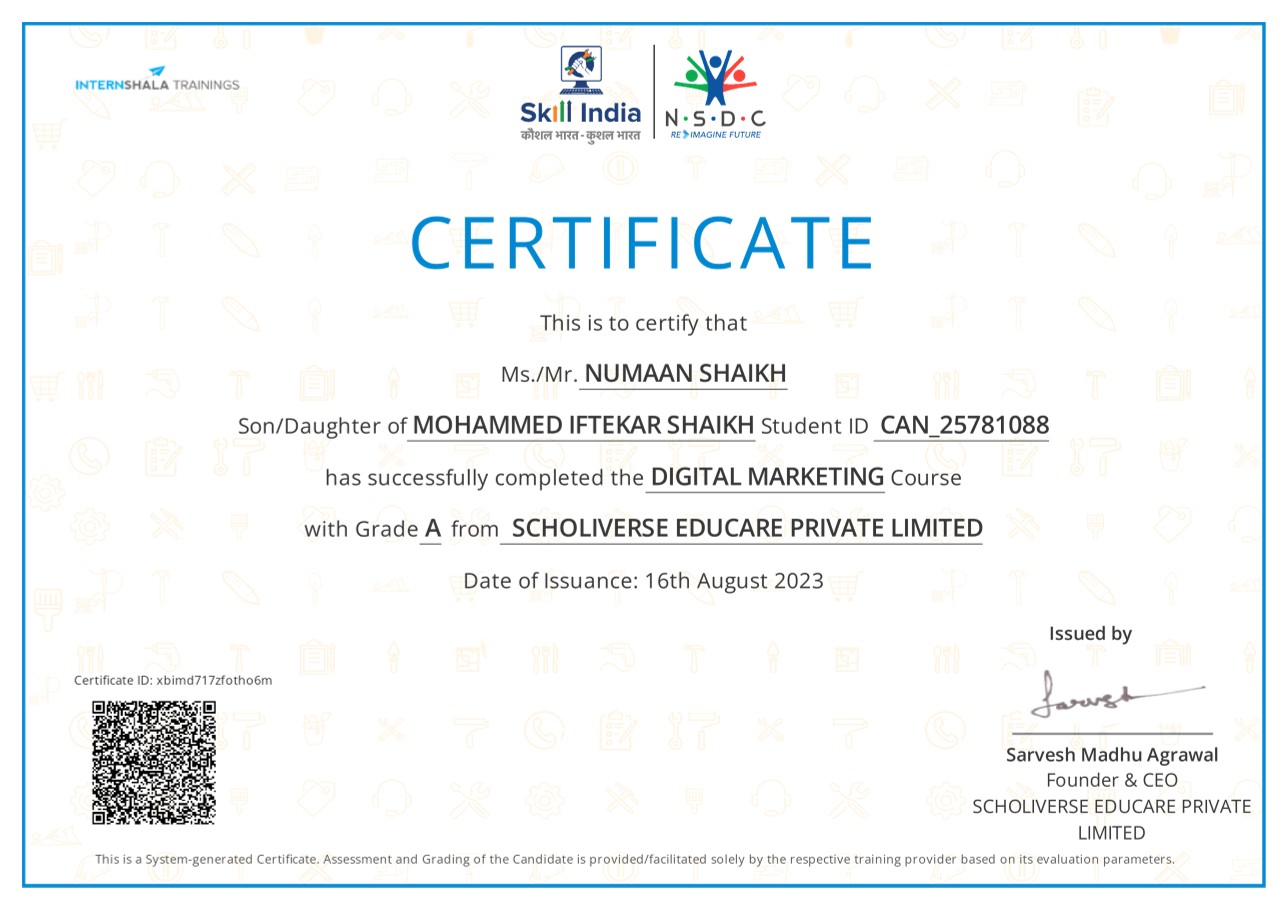 INTERNSHALA TRAININGS
Skill India
कौशल भारत - कुशल भारत
N·S·D·C
RE IMAGINE FUTURE
CERTIFICATE
This is to certify that
Ms./Mr. NUMAAN SHAIKH
Son/Daughter of MOHAMMED IFTEKAR SHAIKH Student ID CAN_25781088
has successfully completed the DIGITAL MARKETING Course
with Grade A from SCHOLIVERSE EDUCARE PRIVATE LIMITED
Date of Issuance: 16th August 2023
Issued by
Sarvesh
Sarvesh Madhu Agrawal
Founder & CEO
SCHOLIVERSE EDUCARE PRIVATE
LIMITED
Certificate ID: xbimd717zfotho6m
This is a System-generated Certificate. Assessment and Grading of the Candidate is provided/facilitated solely by the respective training provider based on its evaluation parameters.